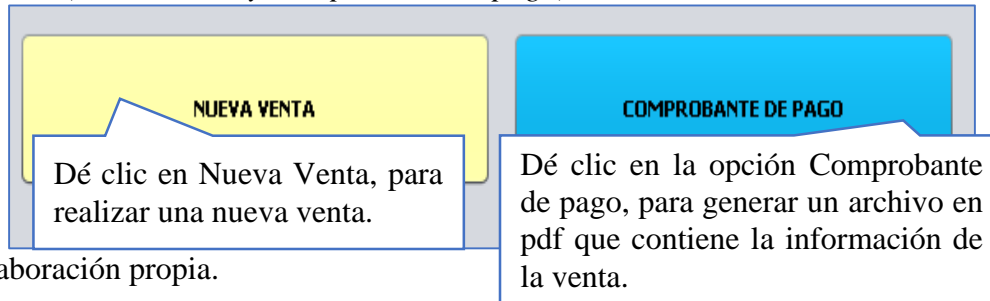 NUEVA VENTA
COMPROBANTE DE PAGO
Dé clic en Nueva Venta, para
realizar una nueva venta.
Dé clic en la opción Comprobante
de pago, para generar un archivo en
pdf que contiene la información de
la venta.
aboración propia.